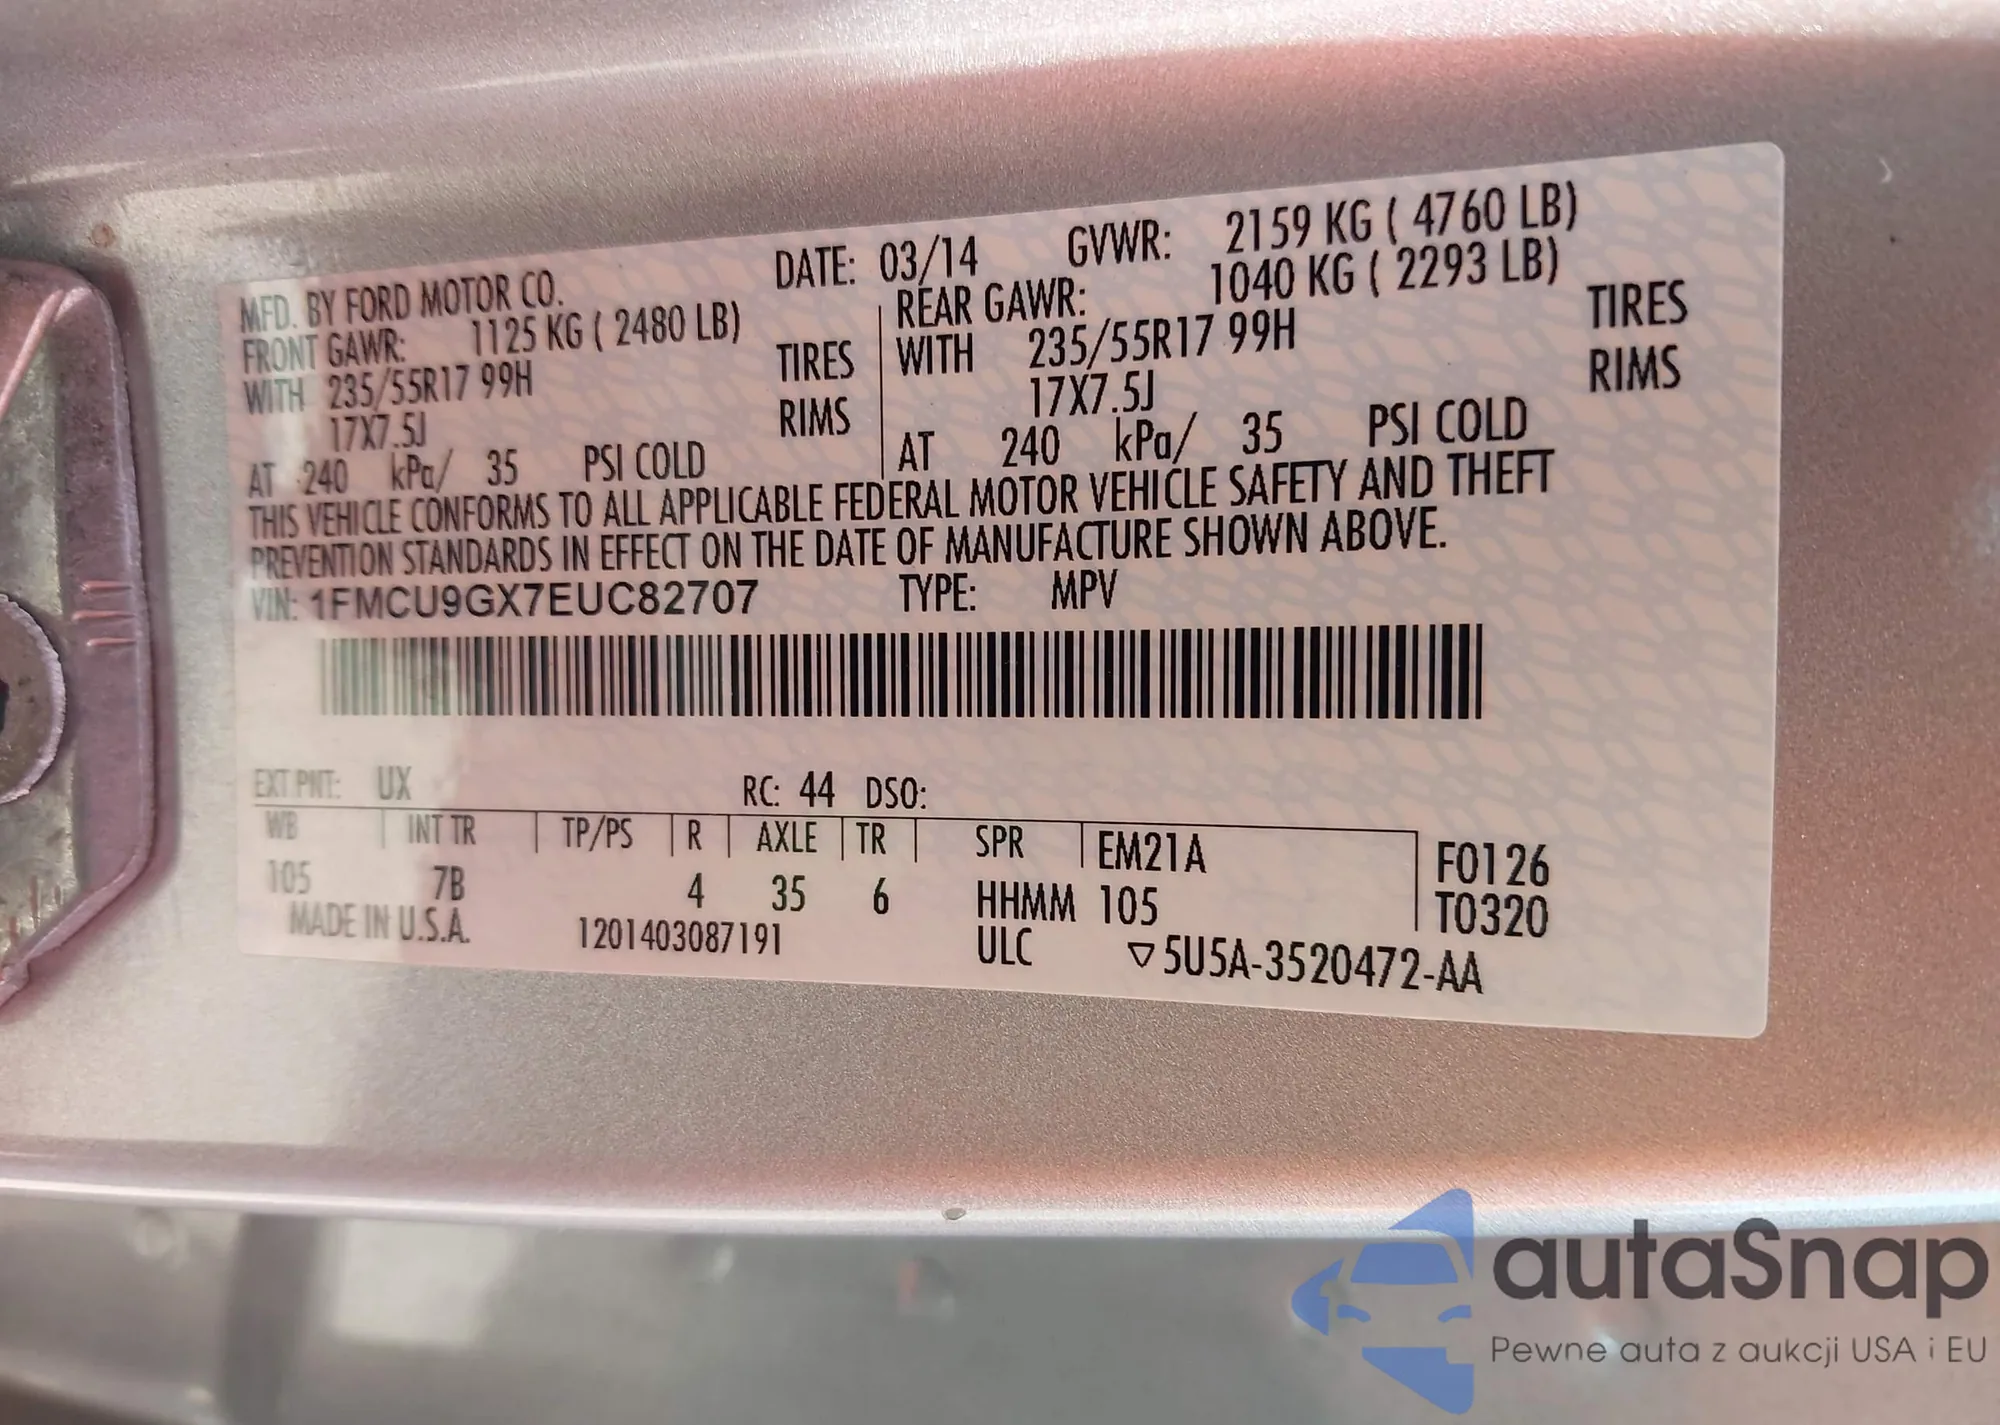 MFD. BY FORD MOTOR CO. DATE: 03/14 GVWR: 2159 KG ( 4760 LB)
FRONT GAWR: 1125 KG ( 2480 LB)
WITH 235/55R17 99H TIRES
17X7.5J RIMS
AT 240 kPa/ 35 PSI COLD
REAR GAWR: 1040 KG ( 2293 LB)
WITH 235/55R17 99H TIRES
17X7.5J RIMS
AT 240 kPa/ 35 PSI COLD
THIS VEHICLE CONFORMS TO ALL APPLICABLE FEDERAL MOTOR VEHICLE SAFETY AND THEFT
PREVENTION STANDARDS IN EFFECT ON THE DATE OF MANUFACTURE SHOWN ABOVE.
VIN: 1FMCU9GX7EUC82707 TYPE: MPV
EXT PNT: UX RC: 44 DSO:
WB INT TR TP/PS R AXLE TR SPR EM21A F0126
105 7B 4 35 6 HHMM 105 T0320
MADE IN U.S.A. 1201403087191 ULC ▽5U5A-3520472-AA
autaSnap
Pewne auta z aukcji USA i EU